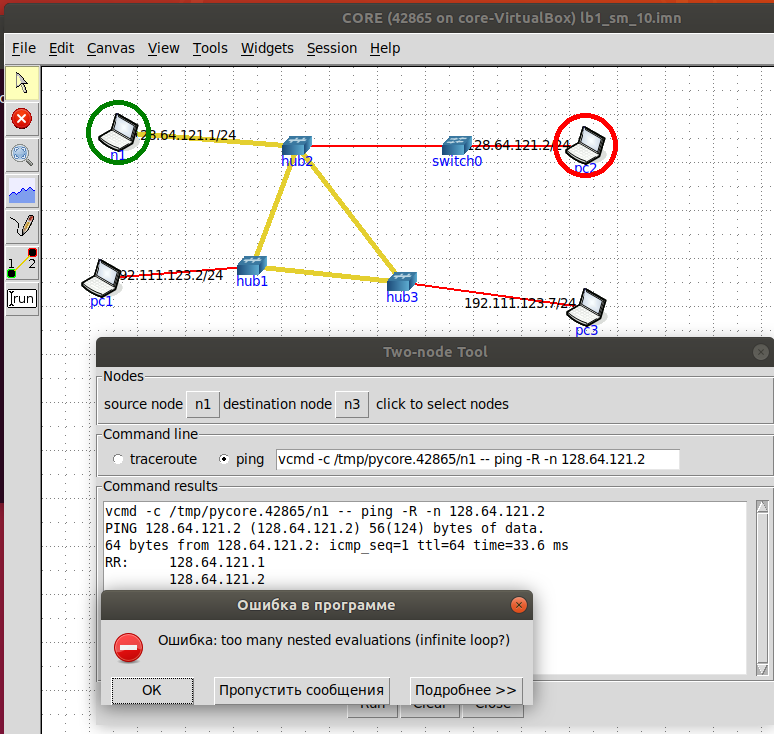 CORE (42865 on core-VirtualBox) lb1_sm_10.imn
File Edit Canvas View Tools Widgets Session Help
28.64.121.1/24
n1
hub2
switch0
128.64.121.2/24
pc2
92.111.123.2/24
pc1
hub1
hub3
192.111.123.7/24
pc3
1 2
run
Two-node Tool
Nodes
source node n1 destination node n3 click to select nodes
Command line
traceroute ping vcmd -c /tmp/pycore.42865/n1 -- ping -R -n 128.64.121.2
Command results
vcmd -c /tmp/pycore.42865/n1 -- ping -R -n 128.64.121.2
PING 128.64.121.2 (128.64.121.2) 56(124) bytes of data.
64 bytes from 128.64.121.2: icmp_seq=1 ttl=64 time=33.6 ms
RR: 128.64.121.1
128.64.121.2
Ошибка в программе
Ошибка: too many nested evaluations (infinite loop?)
ОК Пропустить сообщения Подробнее >>
Run Clear Close